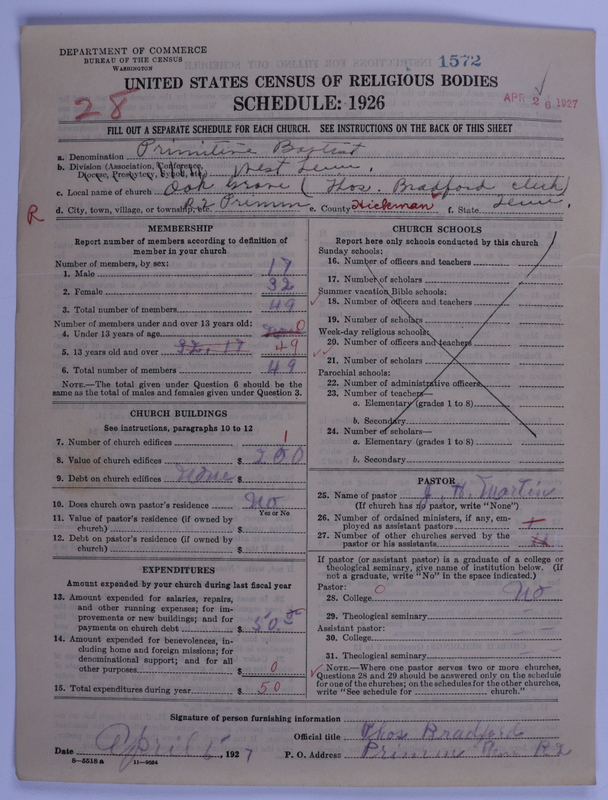 DEPARTMENT OF COMMERCE
BUREAU OF THE CENSUS
WASHINGTON
1572
UNITED STATES CENSUS OF RELIGIOUS BODIES
28
SCHEDULE: 1926
APR 26 1927
FILL OUT A SEPARATE SCHEDULE FOR EACH CHURCH. SEE INSTRUCTIONS ON THE BACK OF THIS SHEET
a. Denomination Primitive Baptist
b. Division (Association, Conference, Diocese, Presbytery, Synod, etc.) West Tenn.
c. Local name of church Oak Grove (Thos. Bradford clerk)
R d. City, town, village, or township, etc. R2 Primm e. County Hickman f. State Tenn.
MEMBERSHIP
Report number of members according to definition of
member in your church
Number of members, by sex:
1. Male 17
2. Female 32
3. Total number of members 49
Number of members under and over 13 years old:
4. Under 13 years of age 0
5. 13 years old and over 32, 17 49
6. Total number of members 49
NOTE.—The total given under Question 6 should be the
same as the total of males and females given under Question 3.
CHURCH BUILDINGS
See instructions, paragraphs 10 to 12
7. Number of church edifices 1
8. Value of church edifices $ 200
9. Debt on church edifices None $
10. Does church own pastor's residence No
Yes or No
11. Value of pastor's residence (if owned by
church) $
12. Debt on pastor's residence (if owned by
church) $
EXPENDITURES
Amount expended by your church during last fiscal year
13. Amount expended for salaries, repairs,
and other running expenses; for im-
provements or new buildings; and for
payments on church debt $ 50
14. Amount expended for benevolences, in-
cluding home and foreign missions; for
denominational support; and for all
other purposes $ 0
15. Total expenditures during year $ 50
CHURCH SCHOOLS
Report here only schools conducted by this church
Sunday schools:
16. Number of officers and teachers
17. Number of scholars
Summer vacation Bible schools:
18. Number of officers and teachers
19. Number of scholars
Week-day religious schools:
20. Number of officers and teachers
21. Number of scholars
Parochial schools:
22. Number of administrative officers
23. Number of teachers—
a. Elementary (grades 1 to 8)
b. Secondary
24. Number of scholars—
a. Elementary (grades 1 to 8)
b. Secondary
PASTOR
25. Name of pastor J. H. Martin
(If church has no pastor, write "None")
26. Number of ordained ministers, if any, em-
ployed as assistant pastors
27. Number of other churches served by the
pastor or his assistants
If pastor (or assistant pastor) is a graduate of a college or
theological seminary, give name of institution below. (If
not a graduate, write "No" in the space indicated.)
Pastor:
28. College 0 No
29. Theological seminary
Assistant pastor:
30. College
31. Theological seminary
NOTE.—Where one pastor serves two or more churches,
Questions 28 and 29 should be answered only on the schedule
for one of the churches; on the schedules for the other churches,
write "See schedule for church."
Signature of person furnishing information
Official title Thos Bradford
Date April 5, 1927 P. O. Address Primm Tenn R2
8—5518a 11—9684